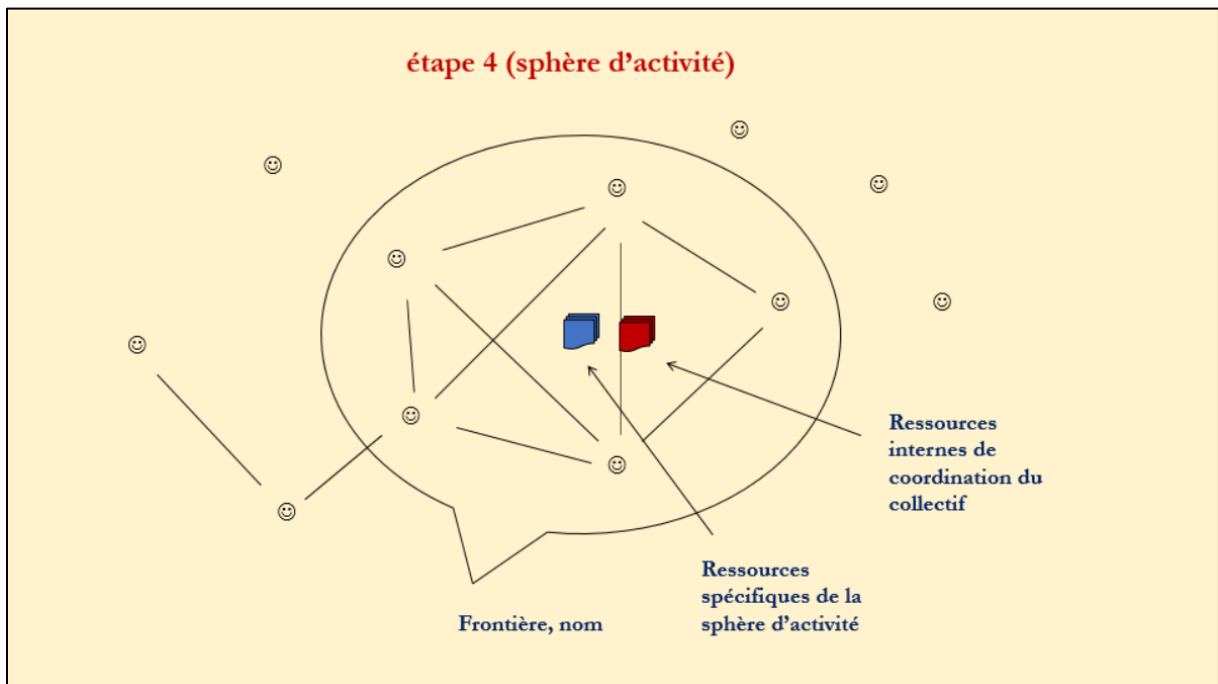 étape 4 (sphère d’activité)
Ressources
internes de
coordination du
collectif
Ressources
spécifiques de la
sphère d’activité
Frontière, nom